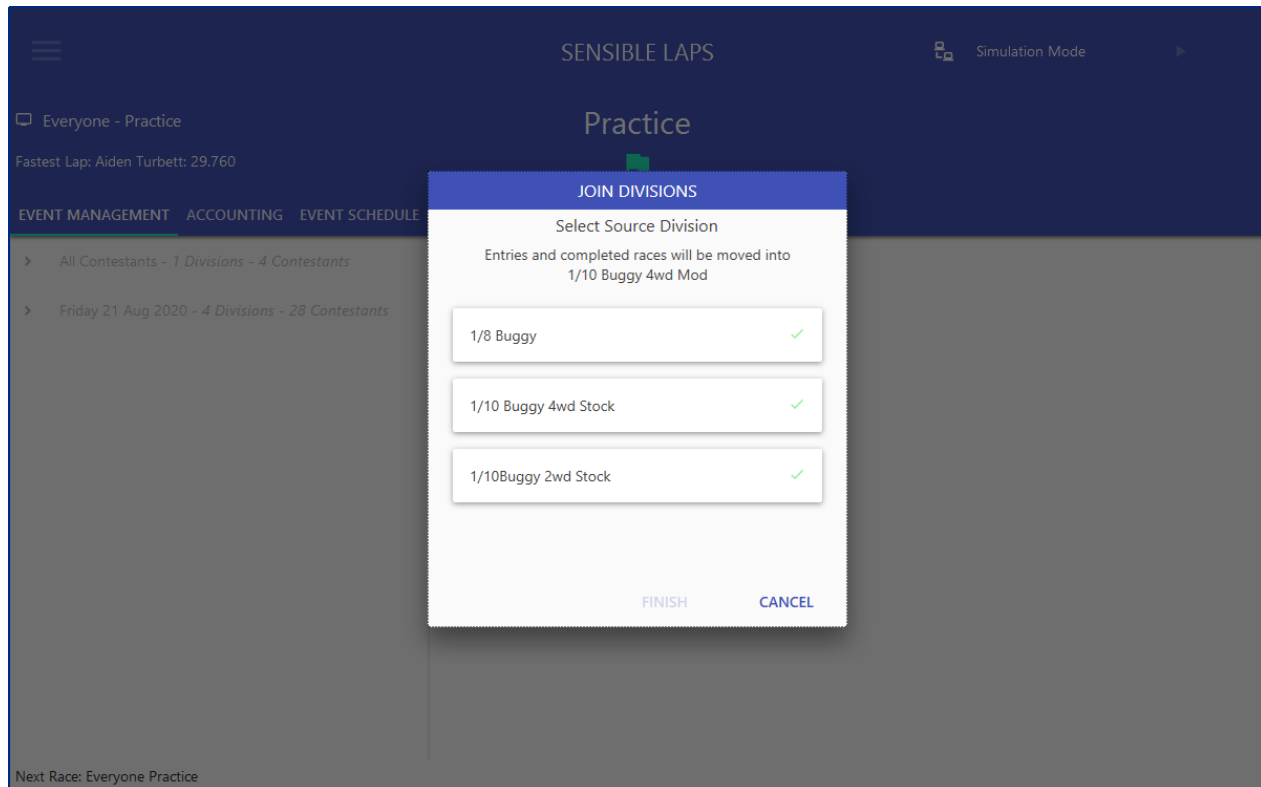 SENSIBLE LAPS
Simulation Mode
Everyone - Practice
Practice
Fastest Lap: Aiden Turbett: 29.760
EVENT MANAGEMENT ACCOUNTING EVENT SCHEDULE
All Contestants - 1 Divisions - 4 Contestants
Friday 21 Aug 2020 - 4 Divisions - 28 Contestants
JOIN DIVISIONS
Select Source Division
Entries and completed races will be moved into
1/10 Buggy 4wd Mod
1/8 Buggy
1/10 Buggy 4wd Stock
1/10Buggy 2wd Stock
FINISH CANCEL
Next Race: Everyone Practice